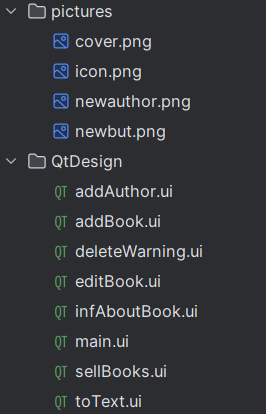 pictures
cover.png
icon.png
newauthor.png
newbut.png
QtDesign
QT addAuthor.ui
QT addBook.ui
QT deleteWarning.ui
QT editBook.ui
QT infAboutBook.ui
QT main.ui
QT sellBooks.ui
QT toText.ui